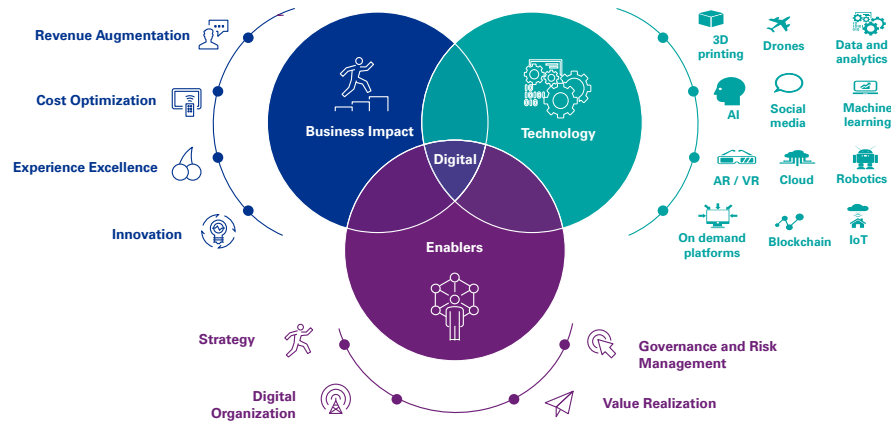 Revenue Augmentation
Cost Optimization
Experience Excellence
Innovation
Business Impact
Technology
Digital
Enablers
3D
printing
Drones
Data and
analytics
AI
Social
media
Machine
learning
AR / VR
Cloud
Robotics
On demand
platforms
Blockchain
IoT
Strategy
Digital
Organization
Governance and Risk
Management
Value Realization